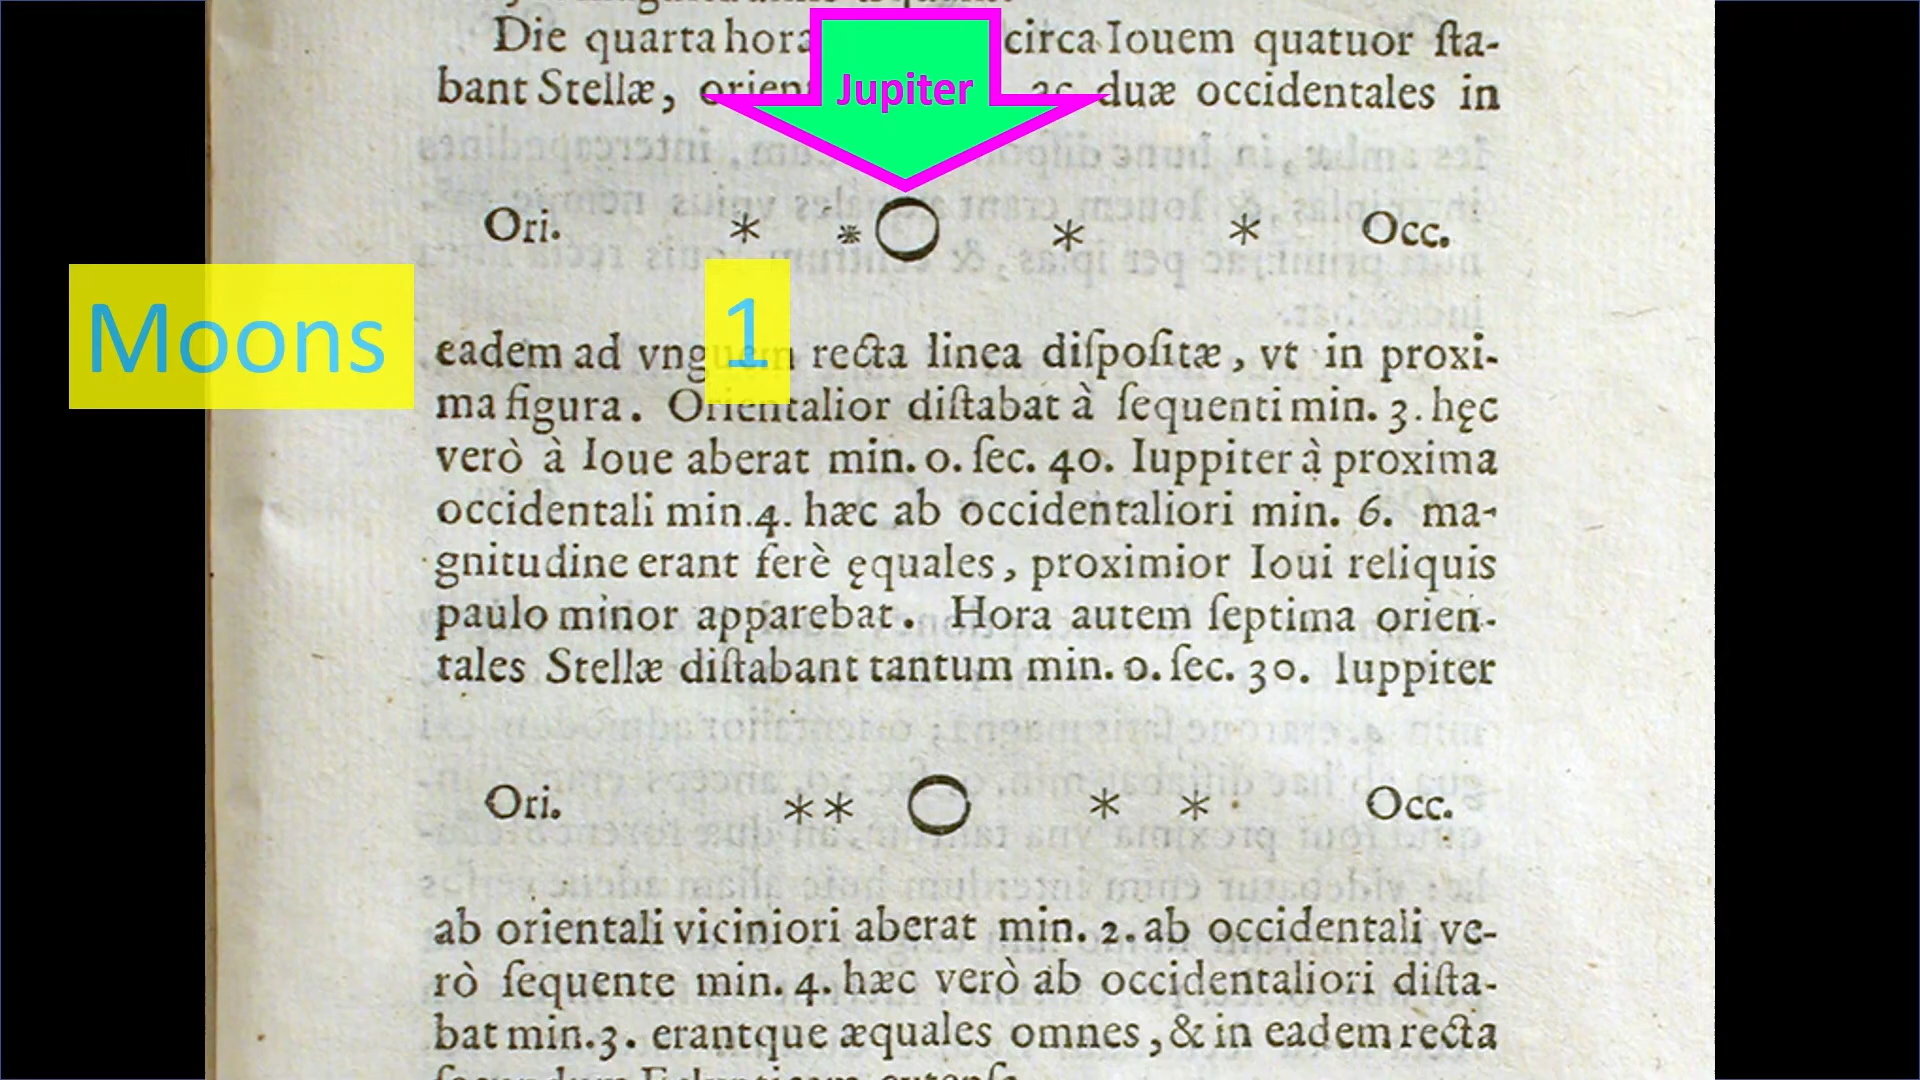 Die quarta hora circa Iouem quatuor ſta-
bant Stellæ, orient ac duæ occidentales in
Jupiter
Ori. * * O * * Occ.
Moons
1
eadem ad vnguem recta linea diſpoſitæ, vt in proxi-
ma figura. Orientalior diſtabat à ſequenti min. 3. hęc
verò à Ioue aberat min. 0. ſec. 40. Iuppiter à proxima
occidentali min. 4. hæc ab occidentaliori min. 6. ma-
gnitudine erant ferè ęquales, proximior Ioui reliquis
paulo minor apparebat. Hora autem ſeptima orien-
tales Stellæ diſtabant tantum min. 0. ſec. 30. Iuppiter
Ori. ** O * * Occ.
ab orientali viciniori aberat min. 2. ab occidentali ve-
rò ſequente min. 4. hæc verò ab occidentaliori diſta-
bat min. 3. erantque æquales omnes, & in eadem recta